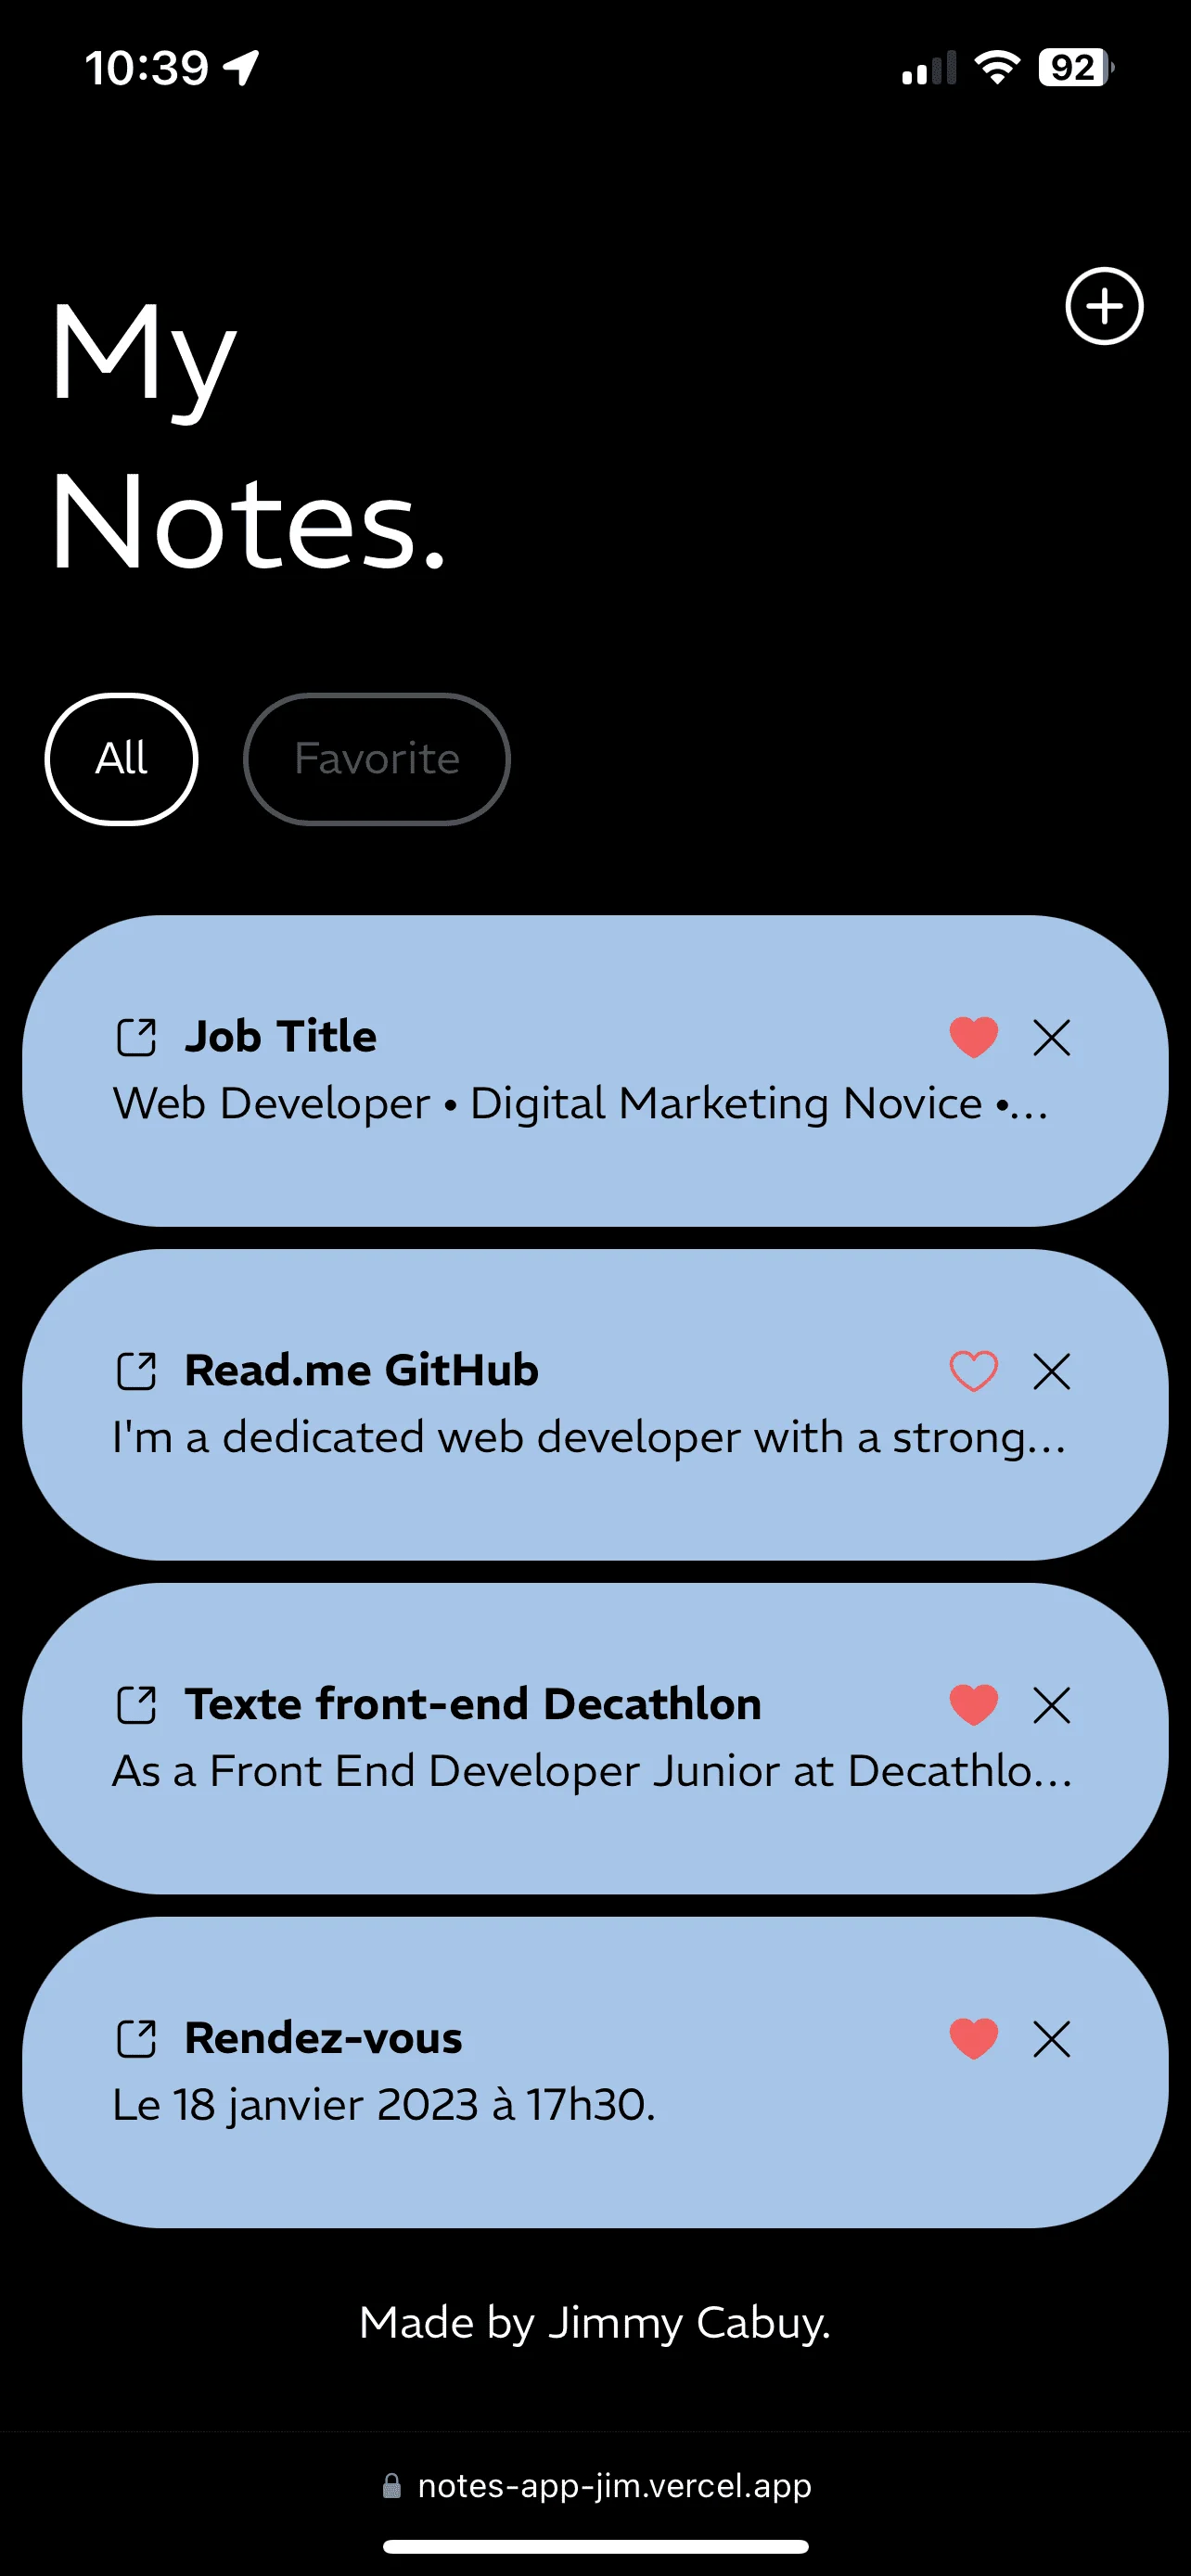 10:39
92
My
Notes.
All
Favorite
Job Title
Web Developer • Digital Marketing Novice •...
Read.me GitHub
I'm a dedicated web developer with a strong...
Texte front-end Decathlon
As a Front End Developer Junior at Decathlo...
Rendez-vous
Le 18 janvier 2023 à 17h30.
Made by Jimmy Cabuy.
notes-app-jim.vercel.app